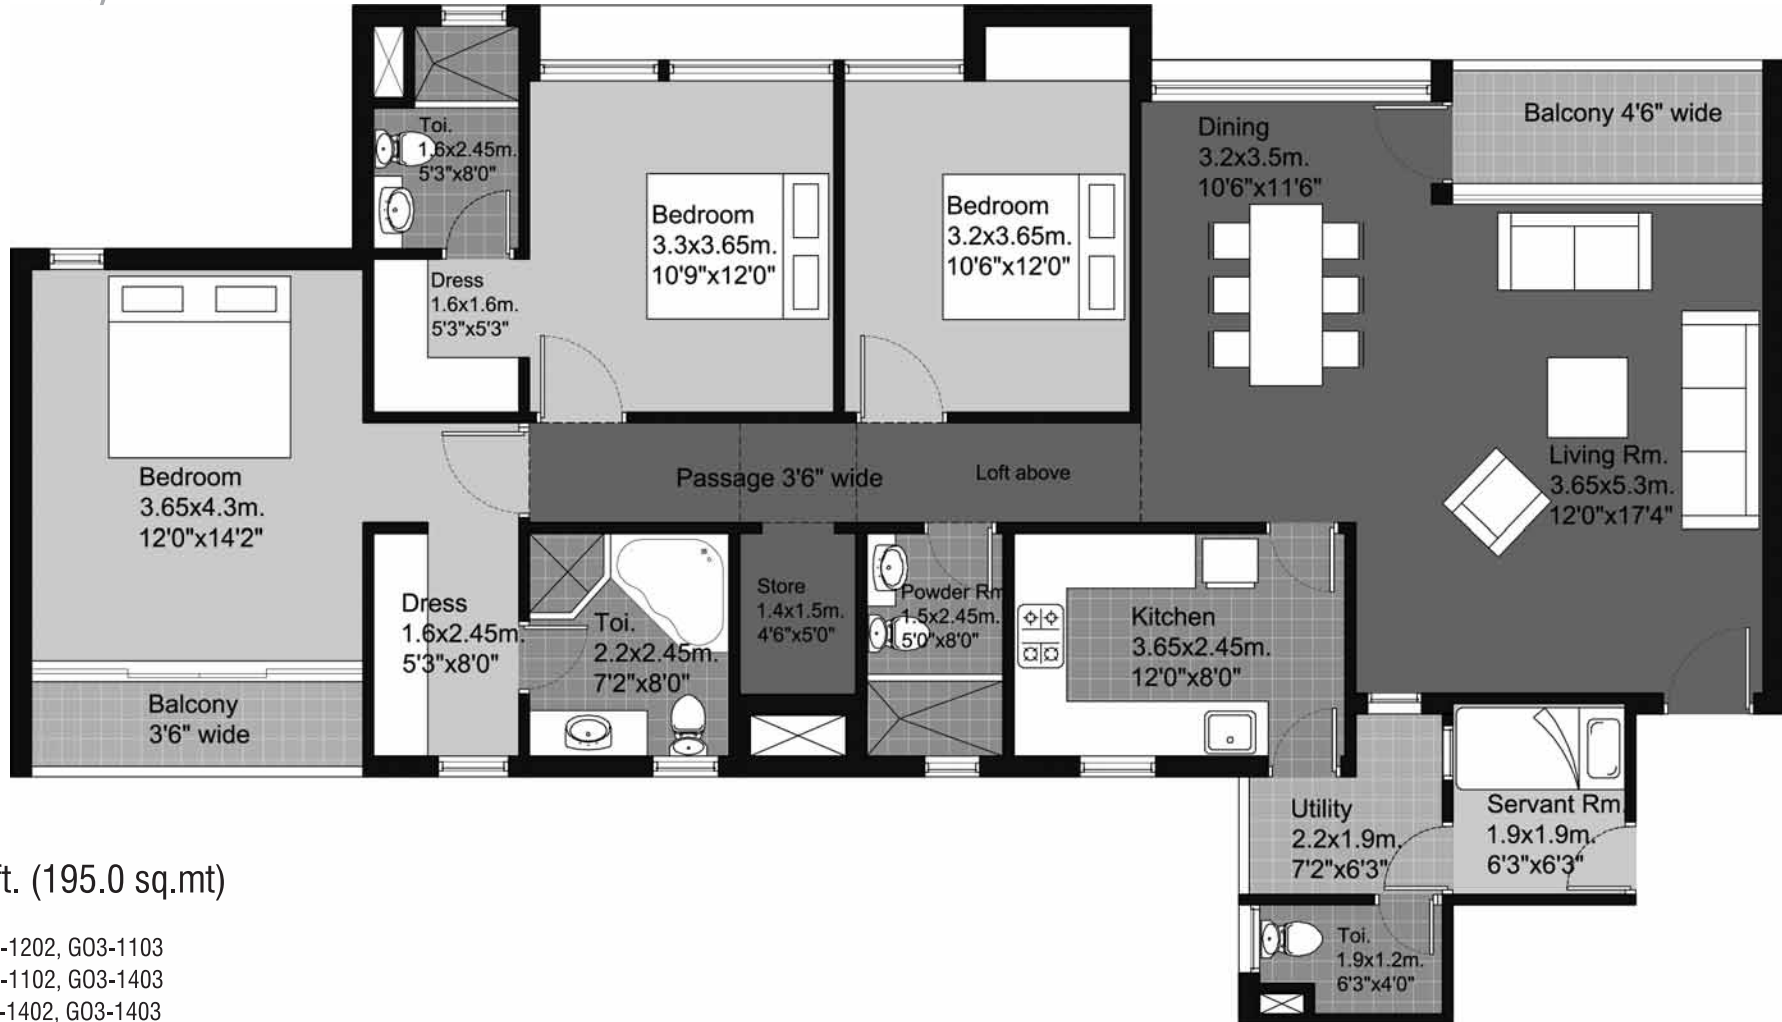 Toi.
1.6x2.45m.
5'3"x8'0"
Dress
1.6x1.6m.
5'3"x5'3"
Bedroom
3.3x3.65m.
10'9"x12'0"
Bedroom
3.2x3.65m.
10'6"x12'0"
Dining
3.2x3.5m.
10'6"x11'6"
Balcony 4'6" wide
Bedroom
3.65x4.3m.
12'0"x14'2"
Passage 3'6" wide
Loft above
Living Rm.
3.65x5.3m.
12'0"x17'4"
Balcony
3'6" wide
Dress
1.6x2.45m.
5'3"x8'0"
Toi.
2.2x2.45m.
7'2"x8'0"
Store
1.4x1.5m.
4'6"x5'0"
Powder Rm
1.5x2.45m.
5'0"x8'0"
Kitchen
3.65x2.45m.
12'0"x8'0"
Utility
2.2x1.9m.
7'2"x6'3"
Servant Rm.
1.9x1.9m.
6'3"x6'3"
Toi.
1.9x1.2m.
6'3"x4'0"
ft. (195.0 sq.mt)
-1202, GO3-1103
-1102, GO3-1403
-1402, GO3-1403